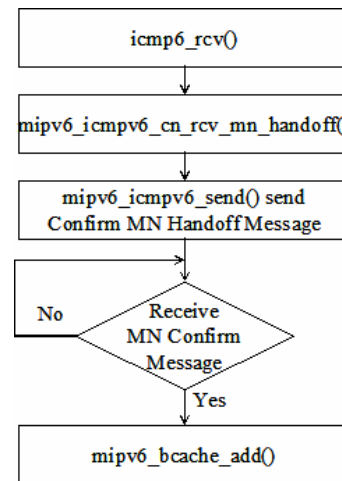 icmp6_rcv()
mipv6_icmpv6_cn_rcv_mn_handoff(
mipv6_icmpv6_send() send
Confirm MN Handoff Message
No
Receive
MN Confirm
Message
Yes
mipv6_bcache_add()